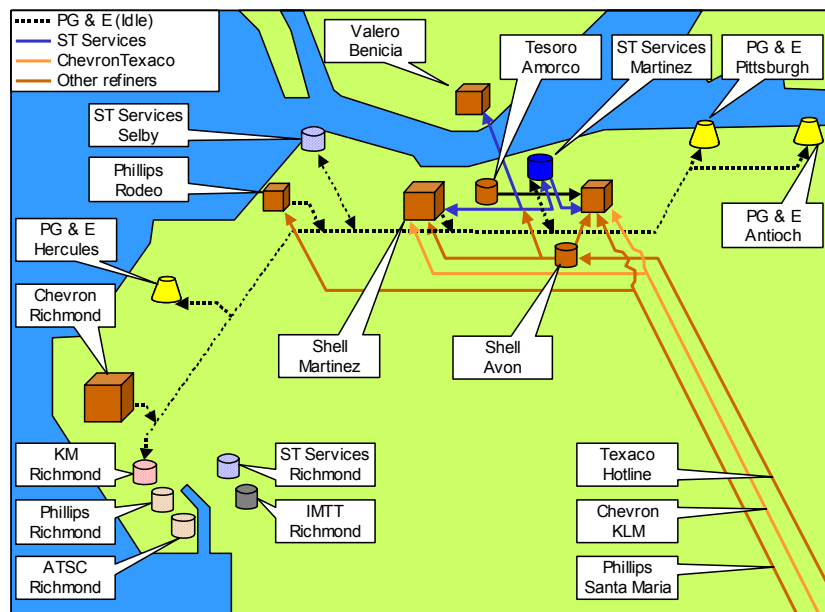 PG & E (Idle)
ST Services
ChevronTexaco
Other refiners
Valero
Benicia
Tesoro
Amorco
ST Services
Martinez
PG & E
Pittsburgh
ST Services
Selby
Phillips
Rodeo
PG & E
Hercules
PG & E
Antioch
Chevron
Richmond
Shell
Martinez
Shell
Avon
KM
Richmond
ST Services
Richmond
Texaco
Hotline
Phillips
Richmond
IMTT
Richmond
Chevron
KLM
ATSC
Richmond
Phillips
Santa Maria